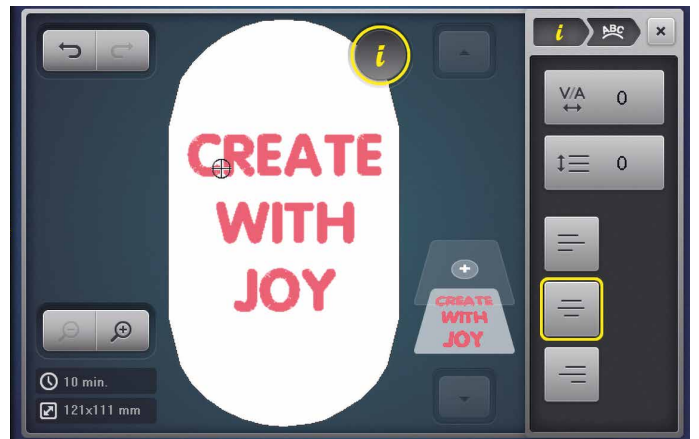 i
i
ABC
×
V/A
0
0
CREATE
WITH
JOY
CREATE
WITH
JOY
10 min.
121x111 mm